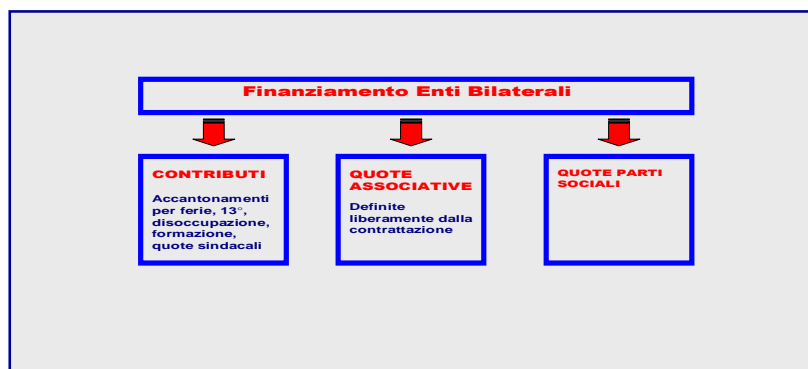 Finanziamento Enti Bilaterali
CONTRIBUTI
Accantonamenti
per ferie, 13°,
disoccupazione,
formazione,
quote sindacali
QUOTE
ASSOCIATIVE
Definite
liberamente dalla
contrattazione
QUOTE PARTI
SOCIALI